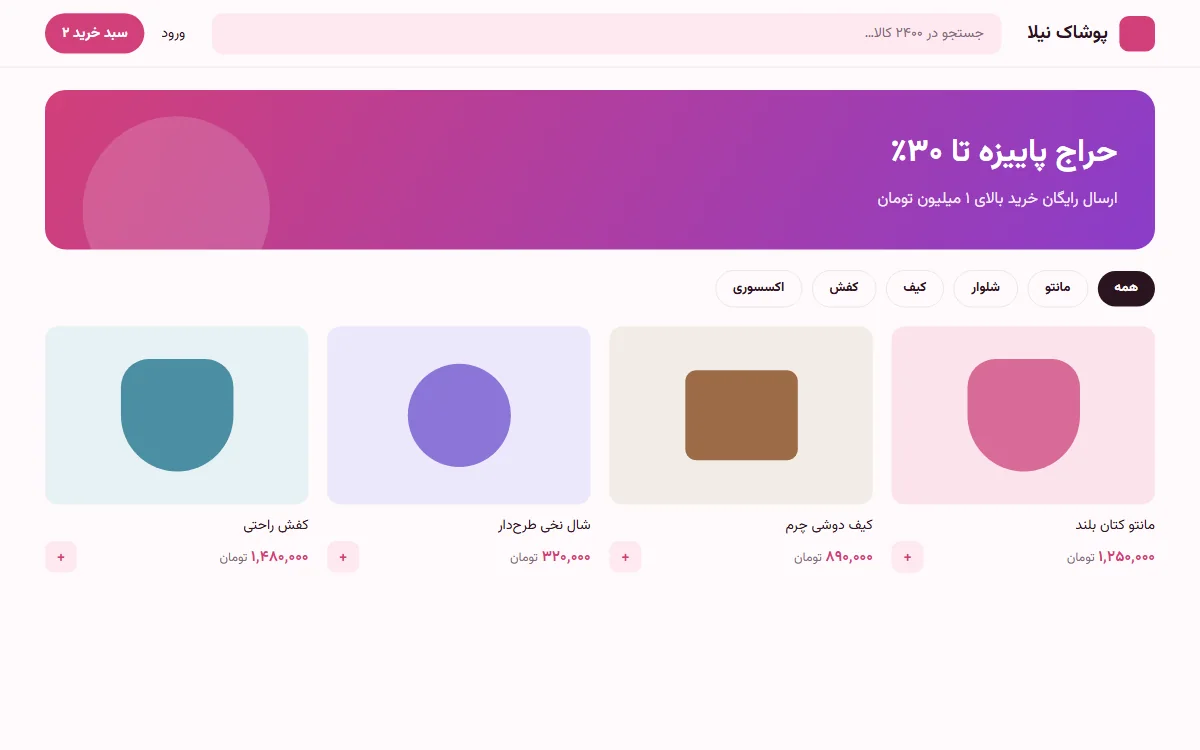 پوشاک نیلا
جستجو در ۲۴۰۰ کالا...
ورود
سبد خرید ۲
حراج پاییزه تا ۳۰٪
ارسال رایگان خرید بالای ۱ میلیون تومان
همه
مانتو
شلوار
کیف
کفش
اکسسوری
مانتو کتان بلند
۱,۲۵۰,۰۰۰ تومان
+
کیف دوشی چرم
۸۹۰,۰۰۰ تومان
+
شال نخی طرح‌دار
۳۲۰,۰۰۰ تومان
+
کفش راحتی
۱,۴۸۰,۰۰۰ تومان
+